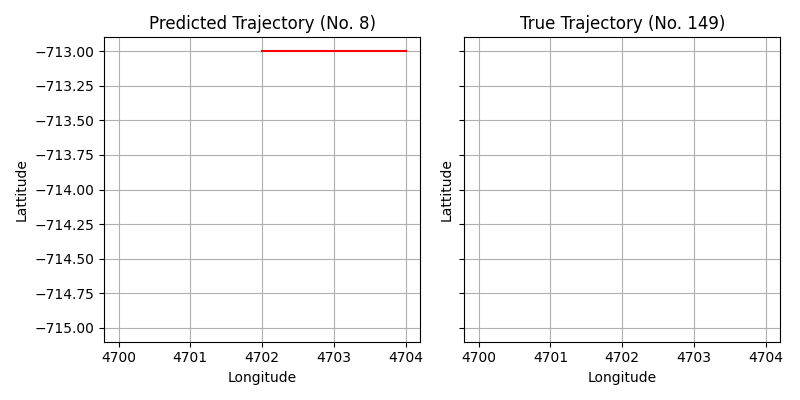 Predicted Trajectory (No. 8)
True Trajectory (No. 149)
−713.00
−713.25
−713.50
−713.75
−714.00
−714.25
−714.50
−714.75
−715.00
Lattitude
Lattitude
4700 4701 4702 4703 4704
4700 4701 4702 4703 4704
Longitude
Longitude